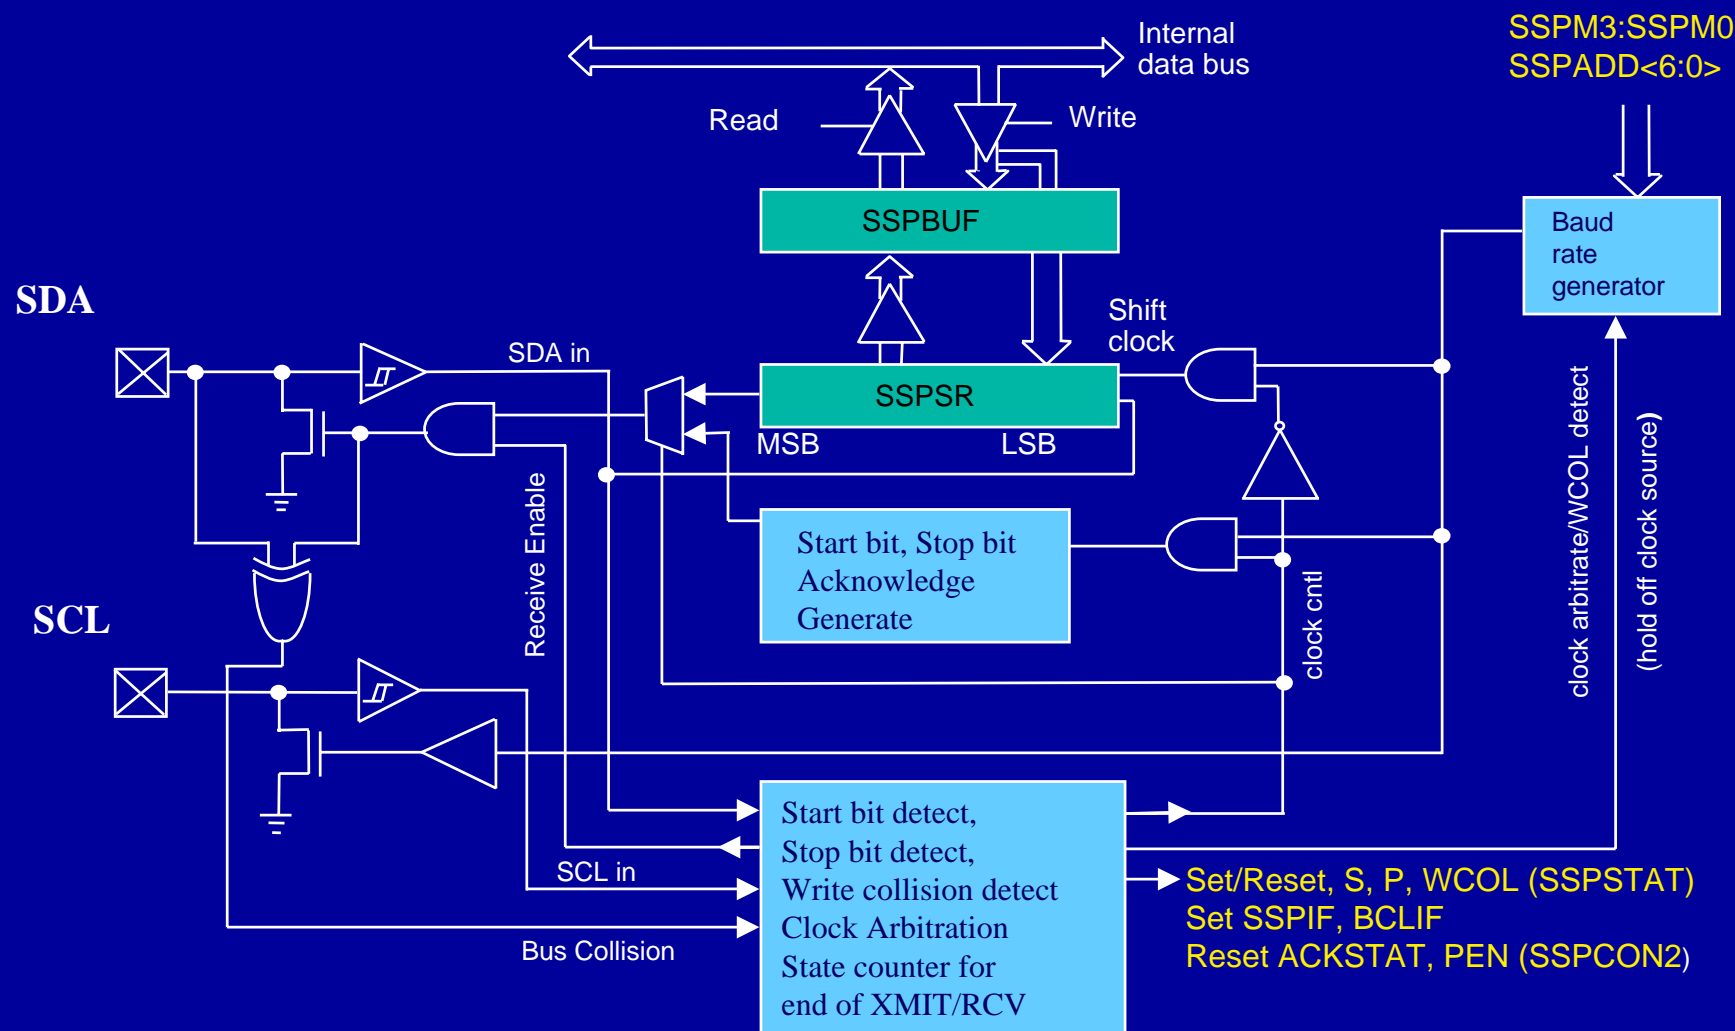 SSPM3:SSPM0
SSPADD<6:0>
Internal
data bus
Read
Write
SSPBUF
Baud
rate
generator
SDA
Shift
clock
SDA in
SSPSR
MSB
LSB
Receive Enable
Start bit, Stop bit
Acknowledge
Generate
clock cntl
clock arbitrate/WCOL detect
(hold off clock source)
SCL
Start bit detect,
Stop bit detect,
Write collision detect
Clock Arbitration
State counter for
end of XMIT/RCV
SCL in
Bus Collision
Set/Reset, S, P, WCOL (SSPSTAT)
Set SSPIF, BCLIF
Reset ACKSTAT, PEN (SSPCON2)